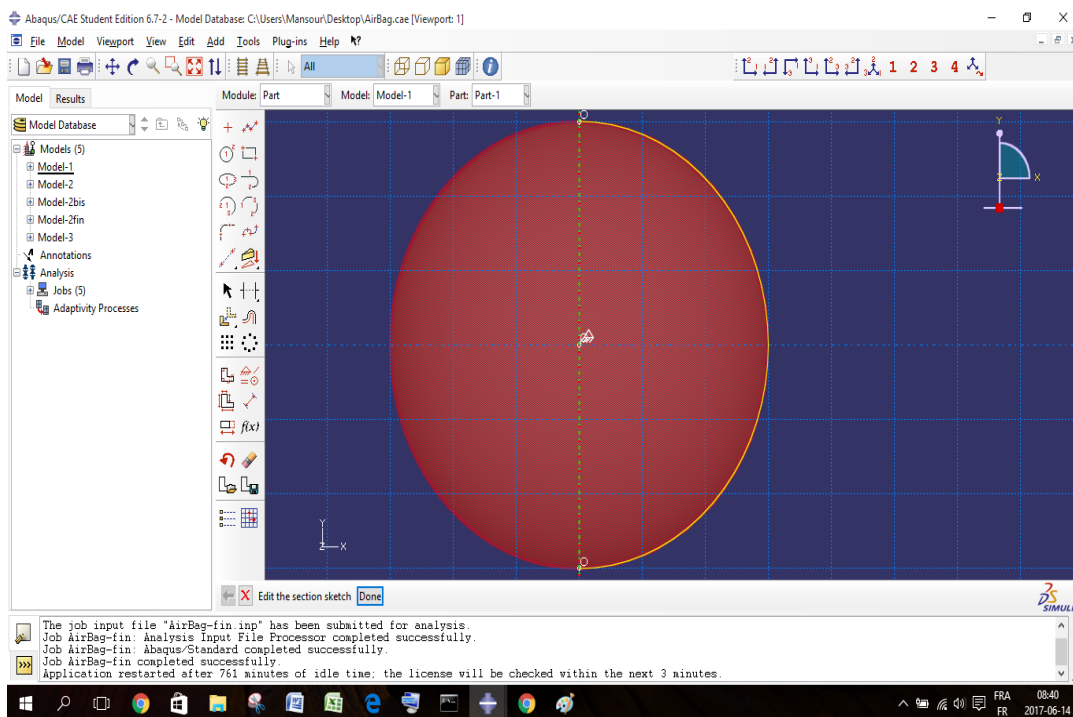 Abaqus/CAE Student Edition 6.7-2 - Model Database: C:\Users\Mansour\Desktop\AirBag.cae [Viewport: 1]
File Model Viewport View Edit Add Tools Plug-ins Help
All
1 2 3 4
Model Results
Module: Part Model: Model-1 Part: Part-1
Model Database
Models (5)
Model-1
Model-2
Model-2bis
Model-2fin
Model-3
Annotations
Analysis
Jobs (5)
Adaptivity Processes
f(x)
Y
X
Z
Y
Z X
Edit the section sketch Done
SIMULI
The job input file "AirBag-fin.inp" has been submitted for analysis.
Job AirBag-fin: Analysis Input File Processor completed successfully.
Job AirBag-fin: Abaqus/Standard completed successfully.
Job AirBag-fin completed successfully.
Application restarted after 761 minutes of idle time; the license will be checked within the next 3 minutes.
FRA 08:40
FR 2017-06-14